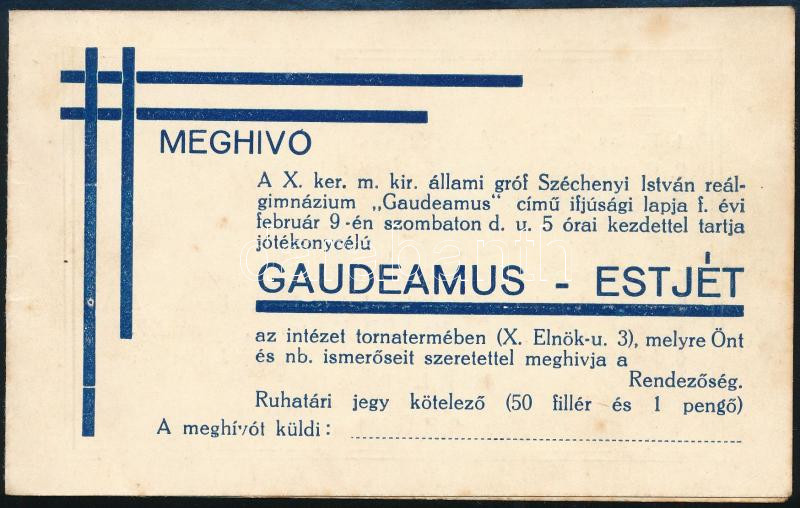 MEGHIVÓ
A X. ker. m. kir. állami gróf Széchenyi István reál-
gimnázium „Gaudeamus" című ifjúsági lapja f. évi
február 9-én szombaton d. u. 5 órai kezdettel tartja
jótékonycélú
GAUDEAMUS - ESTJÉT
az intézet tornatermében (X. Elnök-u. 3), melyre Önt
és nb. ismerőseit szeretettel meghivja a
Rendezőség.
Ruhatári jegy kötelező (50 fillér és 1 pengő)
A meghívót küldi: